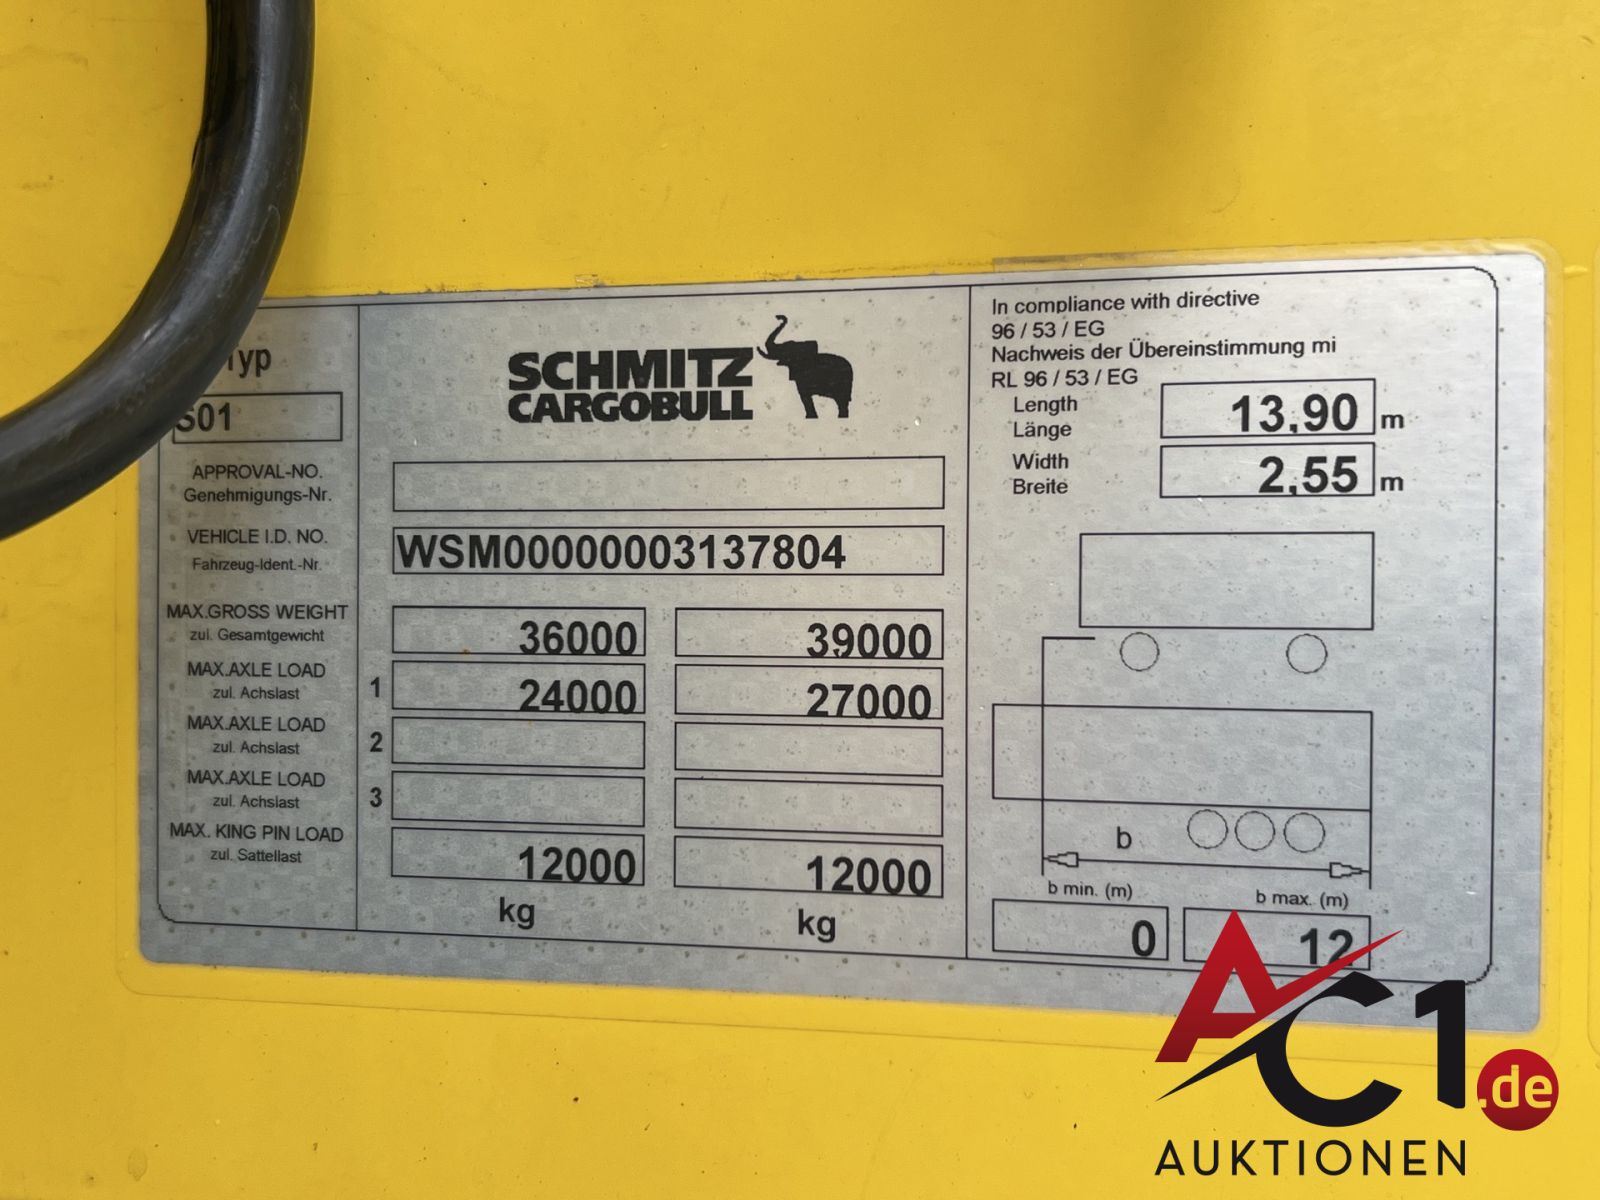 Typ
S01
SCHMITZ
CARGOBULL
APPROVAL-NO.
Genehmigungs-Nr.
VEHICLE I.D. NO.
Fahrzeug-Ident.-Nr.
WSM00000003137804
MAX.GROSS WEIGHT
zul. Gesamtgewicht
36000
39000
MAX.AXLE LOAD
zul. Achslast
1
24000
27000
MAX.AXLE LOAD
zul. Achslast
2
MAX.AXLE LOAD
zul. Achslast
3
MAX. KING PIN LOAD
zul. Sattellast
12000
12000
kg
kg
In compliance with directive
96 / 53 / EG
Nachweis der Übereinstimmung mi
RL 96 / 53 / EG
Length
Länge
13,90 m
Width
Breite
2,55 m
b
b min. (m)
b max. (m)
0
12
AC1.de
AUKTIONEN